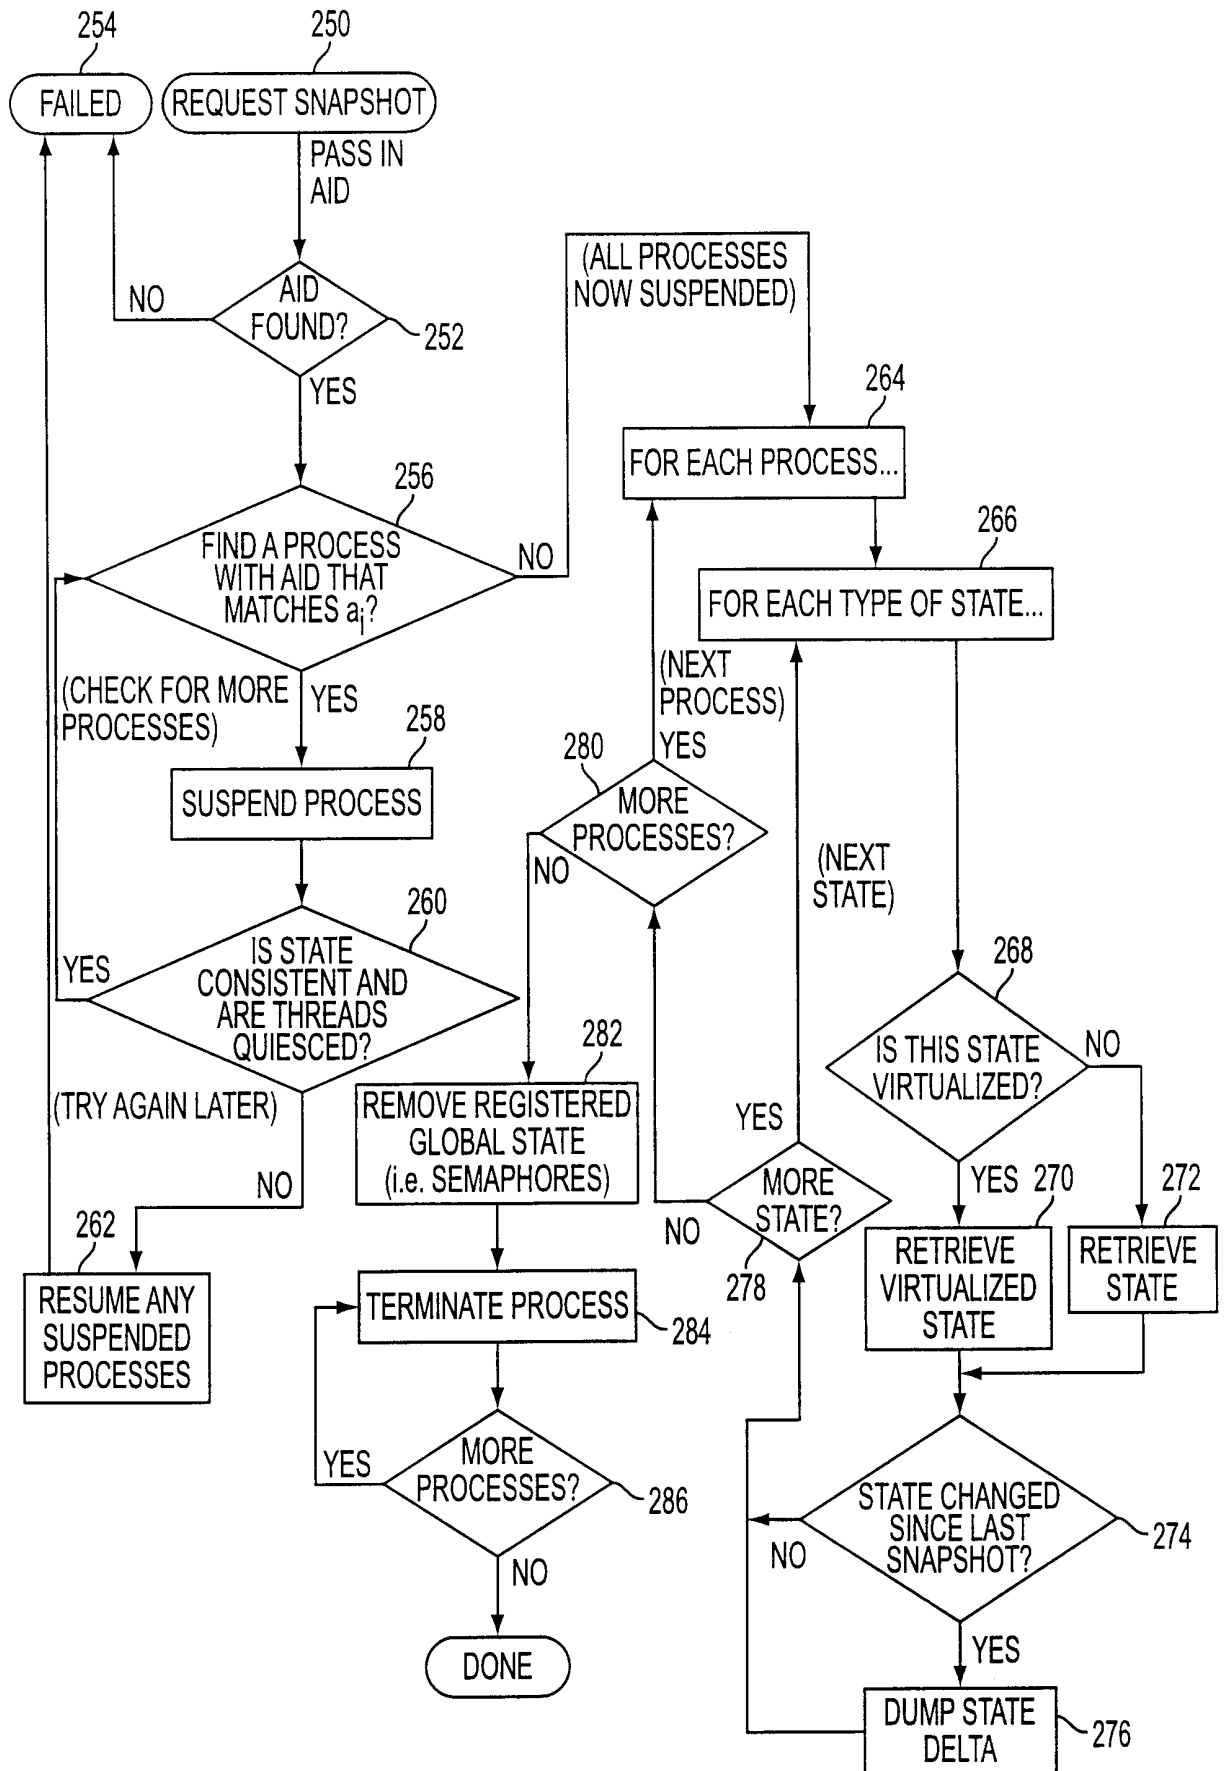 254
250
FAILED
REQUEST SNAPSHOT
PASS IN
AID
AID
FOUND?
NO
252
YES
(ALL PROCESSES
NOW SUSPENDED)
256
FIND A PROCESS
WITH AID THAT
MATCHES ai?
NO
YES
(CHECK FOR MORE
PROCESSES)
258
SUSPEND PROCESS
260
IS STATE
CONSISTENT AND
ARE THREADS
QUIESCED?
YES
(TRY AGAIN LATER)
NO
262
RESUME ANY
SUSPENDED
PROCESSES
264
FOR EACH PROCESS...
266
FOR EACH TYPE OF STATE...
(NEXT
PROCESS)
YES
280
MORE
PROCESSES?
NO
(NEXT
STATE)
268
IS THIS STATE
VIRTUALIZED?
NO
YES
270
RETRIEVE
VIRTUALIZED
STATE
272
RETRIEVE
STATE
YES
MORE
STATE?
NO
278
282
REMOVE REGISTERED
GLOBAL STATE
(i.e. SEMAPHORES)
TERMINATE PROCESS
284
YES
MORE
PROCESSES?
286
NO
DONE
STATE CHANGED
SINCE LAST
SNAPSHOT?
274
NO
YES
DUMP STATE
DELTA
276